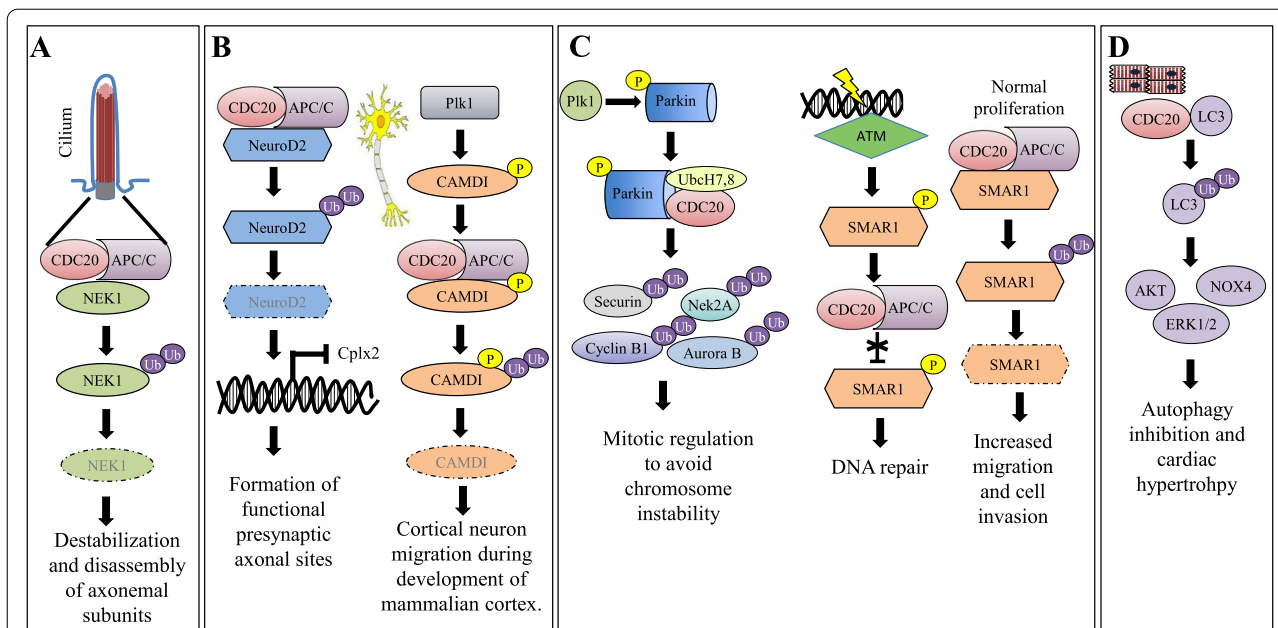 A
Cilium
CDC20
APC/C
NEK1
NEK1
Ub
Ub
NEK1
Destabilization
and disassembly
of axonemal
subunits
B
CDC20
APC/C
NeuroD2
NeuroD2
Ub
Ub
NeuroD2
Cplx2
Formation of
functional
presynaptic
axonal sites
Plk1
CAMDI
P
CDC20
APC/C
CAMDI
P
CAMDI
P
Ub
Ub
CAMDI
Cortical neuron
migration during
development of
mammalian cortex.
C
Plk1
P
Parkin
P
Parkin
UbcH7,8
CDC20
Securin
Ub
Ub
Nek2A
Ub
Ub
Cyclin B1
Ub
Ub
Aurora B
Ub
Ub
Mitotic regulation
to avoid
chromosome
instability
ATM
SMAR1
P
CDC20
APC/C
SMAR1
P
DNA repair
Normal
proliferation
CDC20
APC/C
SMAR1
SMAR1
Ub
Ub
SMAR1
Increased
migration
and cell
invasion
D
CDC20
LC3
LC3
Ub
Ub
AKT
NOX4
ERK1/2
Autophagy
inhibition and
cardiac
hypertrohpy